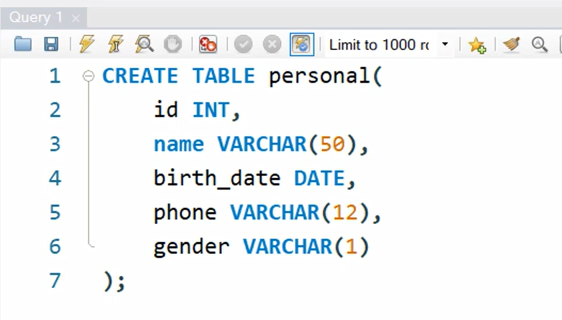 Query 1
Limit to 1000 rc
1 CREATE TABLE personal(
2 id INT,
3 name VARCHAR(50),
4 birth_date DATE,
5 phone VARCHAR(12),
6 gender VARCHAR(1)
7 );